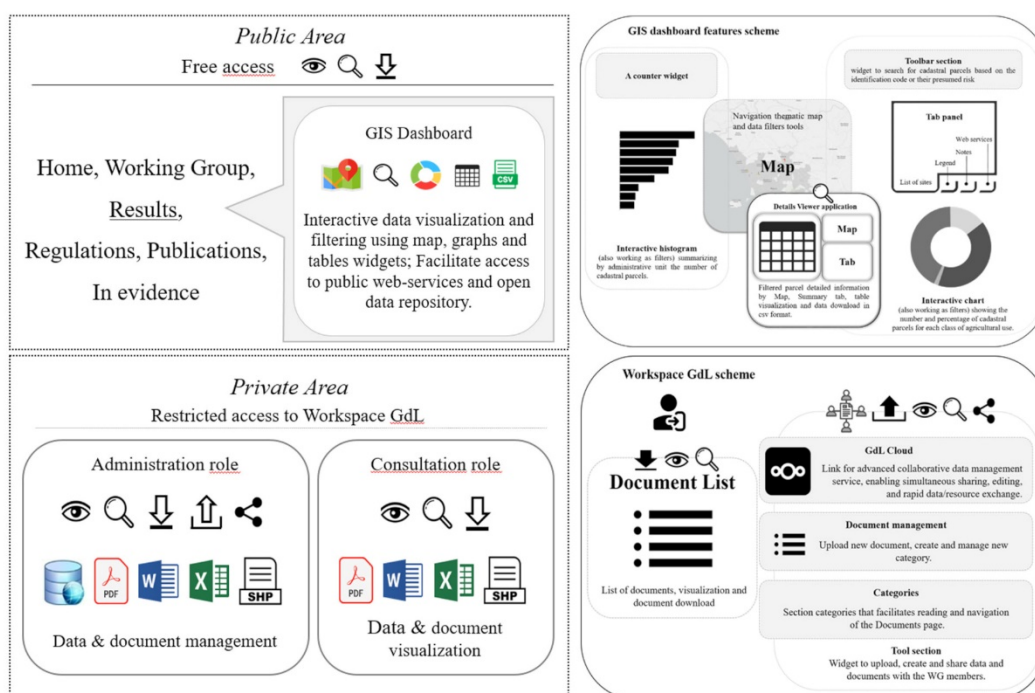 Public Area
Free access
Home, Working Group,
Results,
Regulations, Publications,
In evidence
GIS Dashboard
CSV
Interactive data visualization and
filtering using map, graphs and
tables widgets; Facilitate access
to public web-services and open
data repository.
GIS dashboard features scheme
A counter widget
Toolbar section
widget to search for cadastral parcels based on the
identification code or their presumed risk
Navigation thematic map
and data filters tools
Map
Tab panel
Web services
Notes
Legend
List of sites
Details Viewer application
Map
Tab
Filtered parcel detailed information
by Map, Summary tab, table
visualization and data download in
csv format.
Interactive histogram
(also working as filters) summarizing
by administrative unit the number of
cadastral parcels.
Interactive chart
(also working as filters) showing the
number and percentage of cadastral
parcels for each class of agricultural use.
Private Area
Restricted access to Workspace GdL
Administration role
PDF
W
X
SHP
Data & document management
Consultation role
PDF
W
X
SHP
Data & document
visualization
Workspace GdL scheme
Document List
List of documents, visualization and
document download
GdL Cloud
Link for advanced collaborative data management
service, enabling simultaneous sharing, editing,
and rapid data/resource exchange.
Document management
Upload new document, create and manage new
category.
Categories
Section categories that facilitates reading and navigation
of the Documents page.
Tool section
Widget to upload, create and share data and
documents with the WG members.